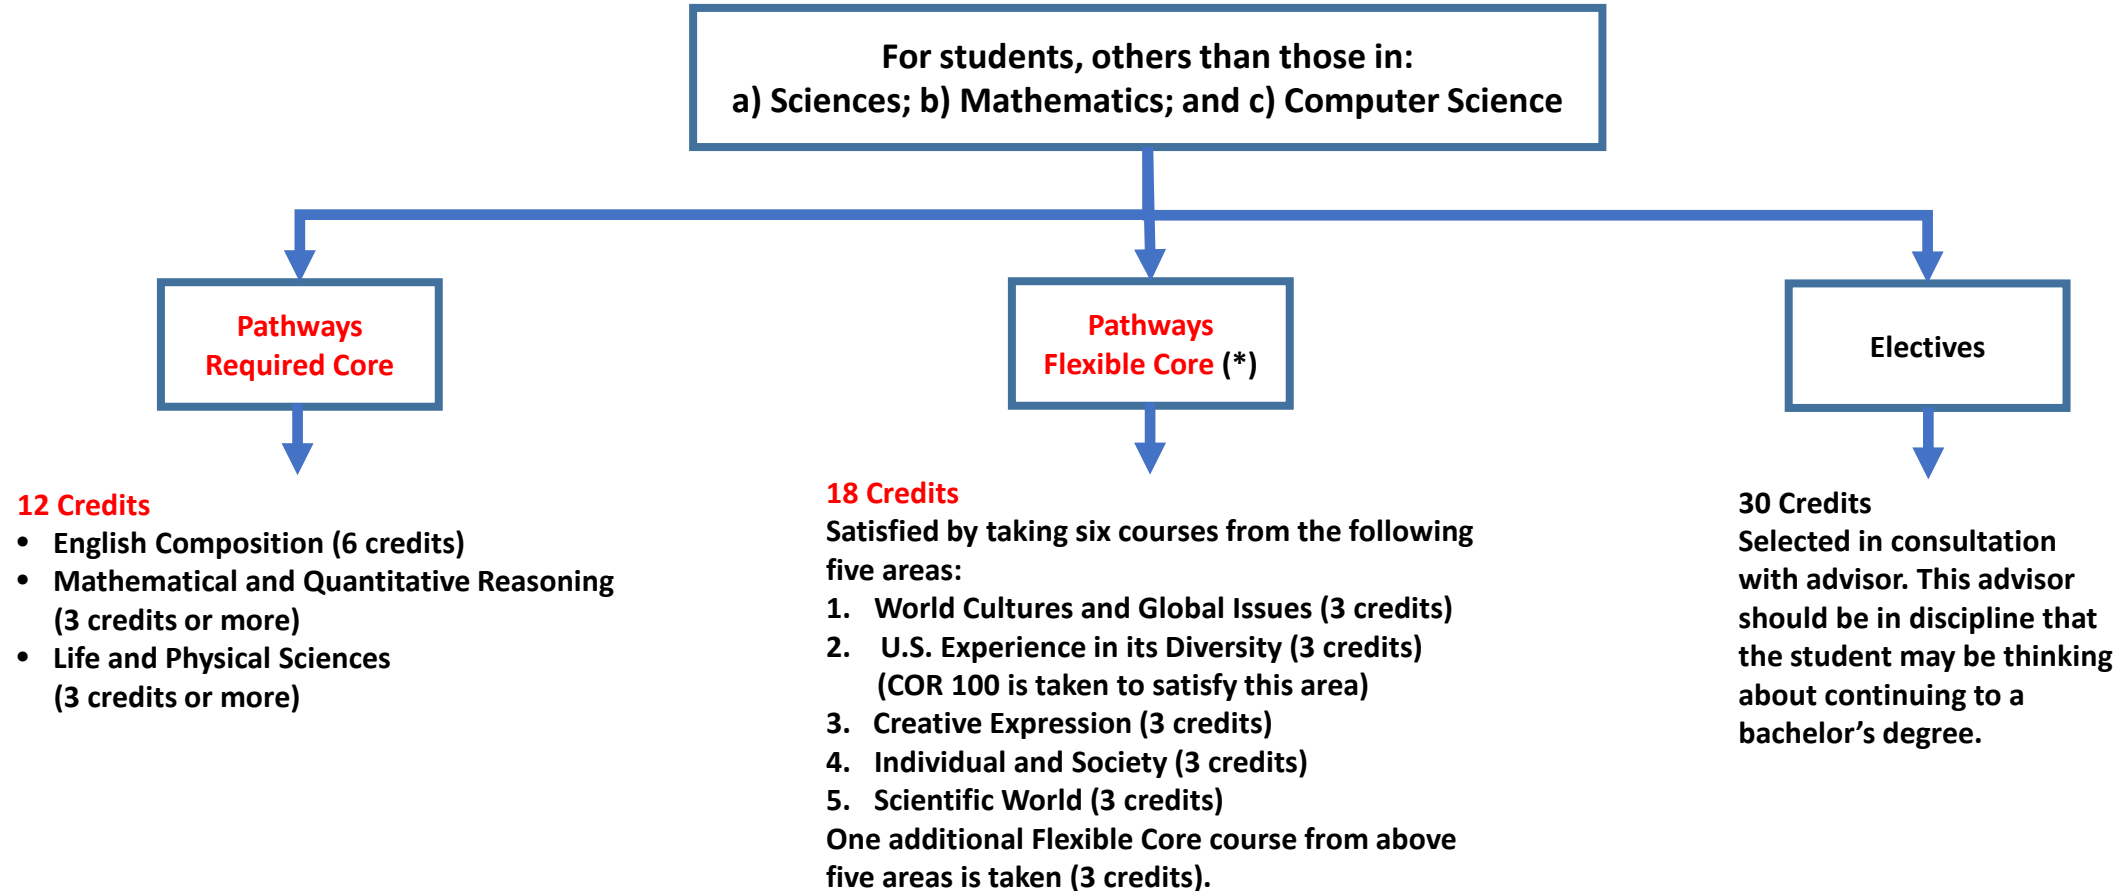 For students, others than those in:
a) Sciences; b) Mathematics; and c) Computer Science
Pathways
Required Core
Pathways
Flexible Core (*)
Electives
12 Credits
• English Composition (6 credits)
• Mathematical and Quantitative Reasoning
(3 credits or more)
• Life and Physical Sciences
(3 credits or more)
18 Credits
Satisfied by taking six courses from the following
five areas:
1. World Cultures and Global Issues (3 credits)
2. U.S. Experience in its Diversity (3 credits)
(COR 100 is taken to satisfy this area)
3. Creative Expression (3 credits)
4. Individual and Society (3 credits)
5. Scientific World (3 credits)
One additional Flexible Core course from above
five areas is taken (3 credits).
30 Credits
Selected in consultation
with advisor. This advisor
should be in discipline that
the student may be thinking
about continuing to a
bachelor’s degree.